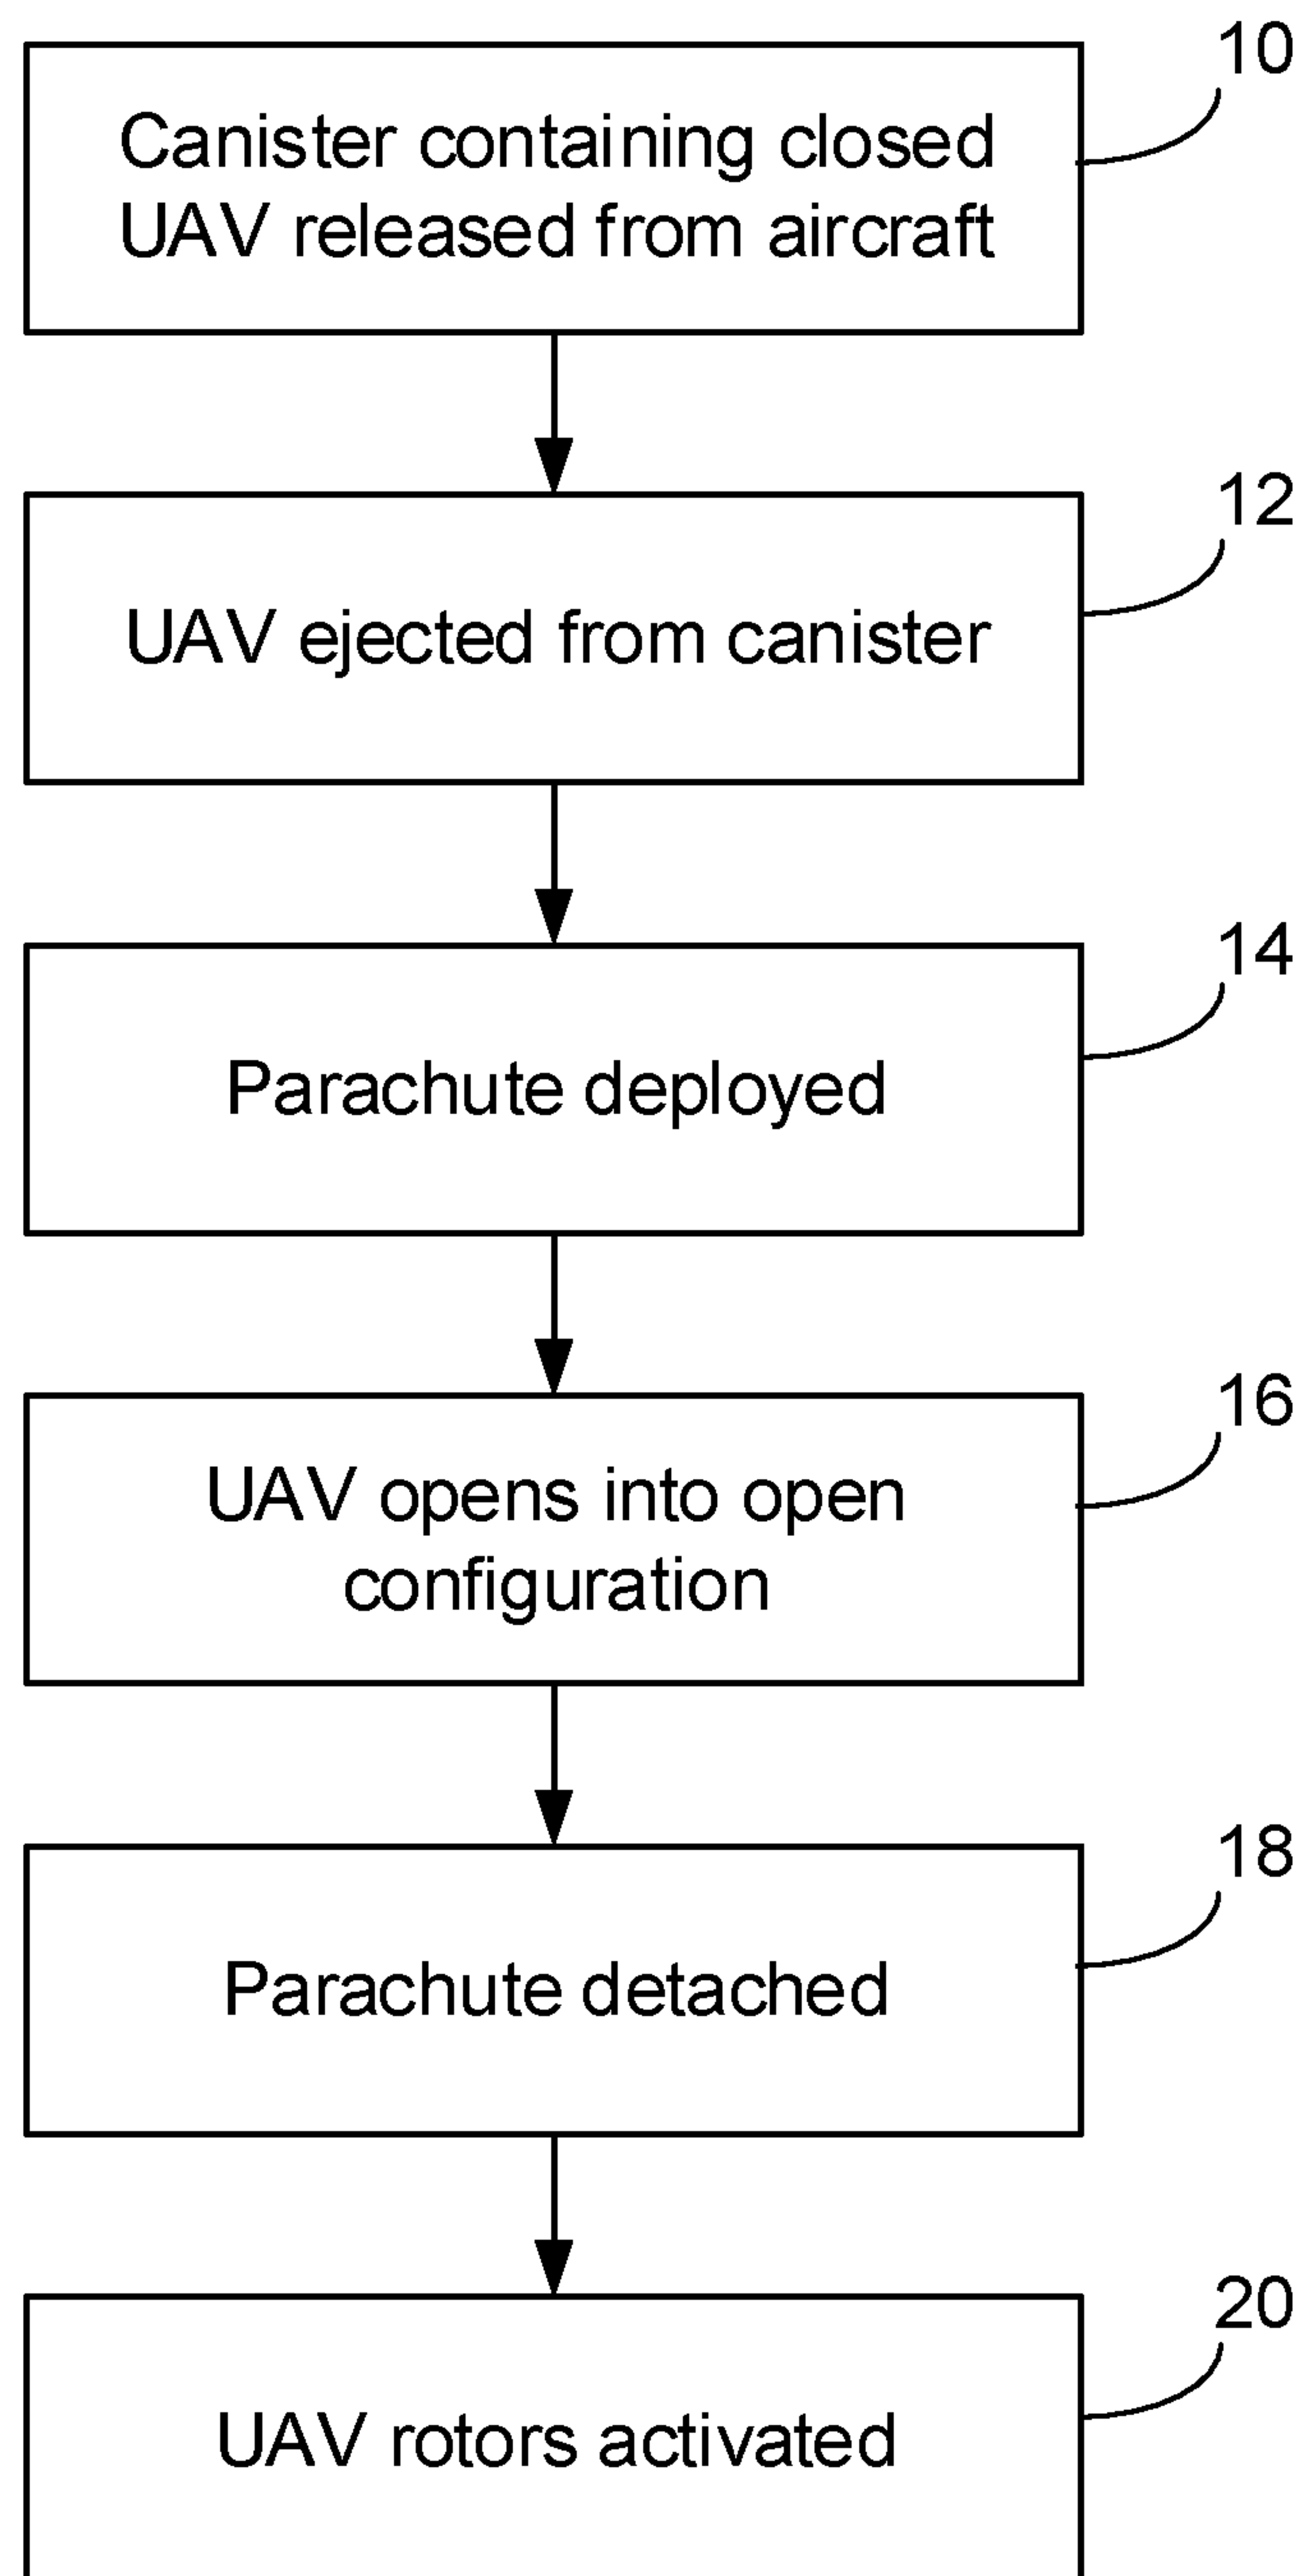 10
Canister containing closed
UAV released from aircraft
12
UAV ejected from canister
14
Parachute deployed
16
UAV opens into open
configuration
18
Parachute detached
20
UAV rotors activated